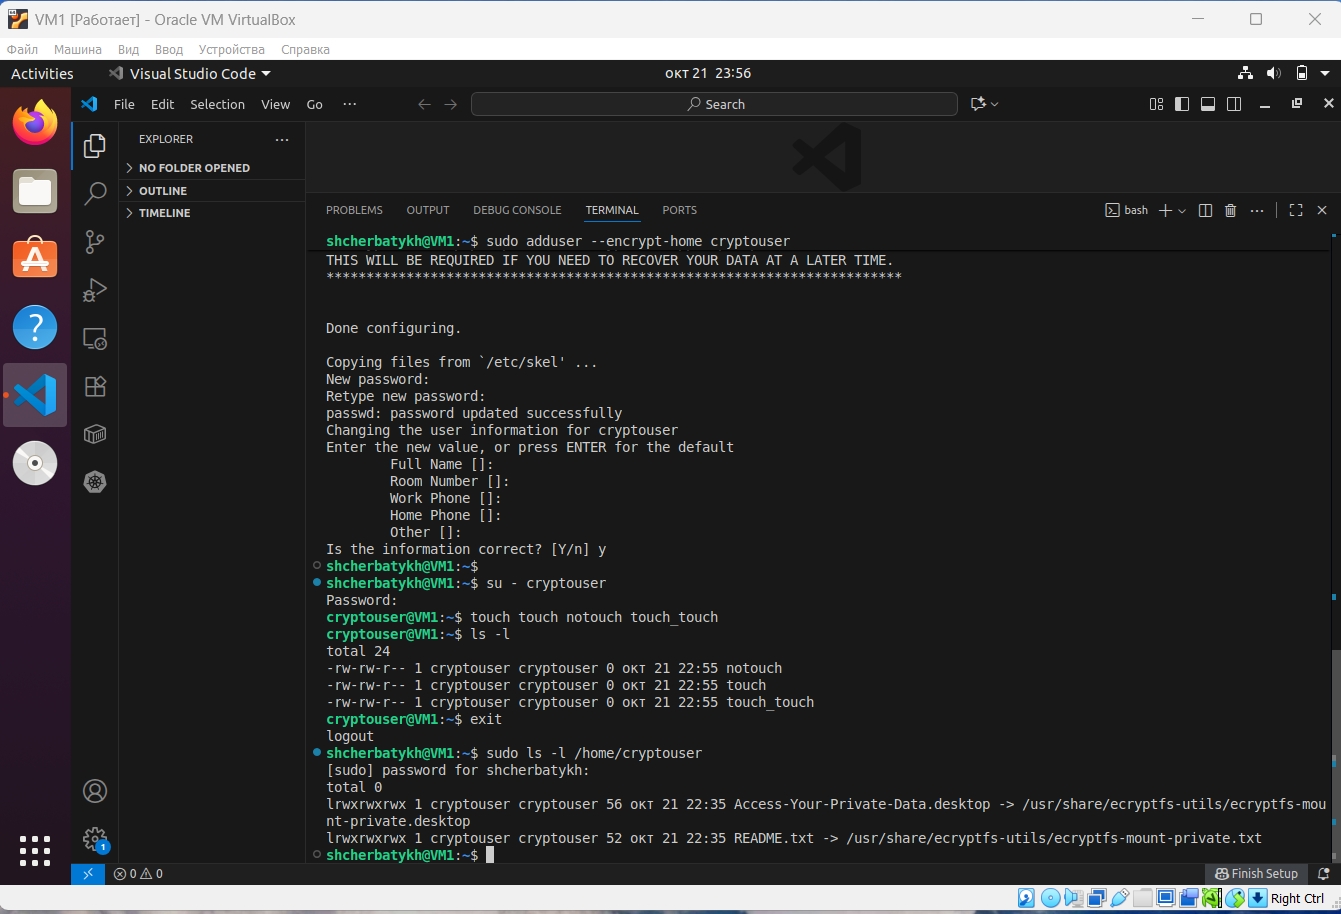 VM1 [Работает] - Oracle VM VirtualBox
Файл Машина Вид Ввод Устройства Справка
Activities Visual Studio Code окт 21 23:56
File Edit Selection View Go ··· Search
EXPLORER ···
NO FOLDER OPENED
OUTLINE
TIMELINE
PROBLEMS OUTPUT DEBUG CONSOLE TERMINAL PORTS bash ···
shcherbatykh@VM1:~$ sudo adduser --encrypt-home cryptouser
THIS WILL BE REQUIRED IF YOU NEED TO RECOVER YOUR DATA AT A LATER TIME.
************************************************************************
Done configuring.
Copying files from `/etc/skel' ...
New password:
Retype new password:
passwd: password updated successfully
Changing the user information for cryptouser
Enter the new value, or press ENTER for the default
Full Name []:
Room Number []:
Work Phone []:
Home Phone []:
Other []:
Is the information correct? [Y/n] y
shcherbatykh@VM1:~$
shcherbatykh@VM1:~$ su - cryptouser
Password:
cryptouser@VM1:~$ touch touch notouch touch_touch
cryptouser@VM1:~$ ls -l
total 24
-rw-rw-r-- 1 cryptouser cryptouser 0 окт 21 22:55 notouch
-rw-rw-r-- 1 cryptouser cryptouser 0 окт 21 22:55 touch
-rw-rw-r-- 1 cryptouser cryptouser 0 окт 21 22:55 touch_touch
cryptouser@VM1:~$ exit
logout
shcherbatykh@VM1:~$ sudo ls -l /home/cryptouser
[sudo] password for shcherbatykh:
total 0
lrwxrwxrwx 1 cryptouser cryptouser 56 окт 21 22:35 Access-Your-Private-Data.desktop -> /usr/share/ecryptfs-utils/ecryptfs-mou
nt-private.desktop
lrwxrwxrwx 1 cryptouser cryptouser 52 окт 21 22:35 README.txt -> /usr/share/ecryptfs-utils/ecryptfs-mount-private.txt
shcherbatykh@VM1:~$
1
0 0 Finish Setup
Right Ctrl